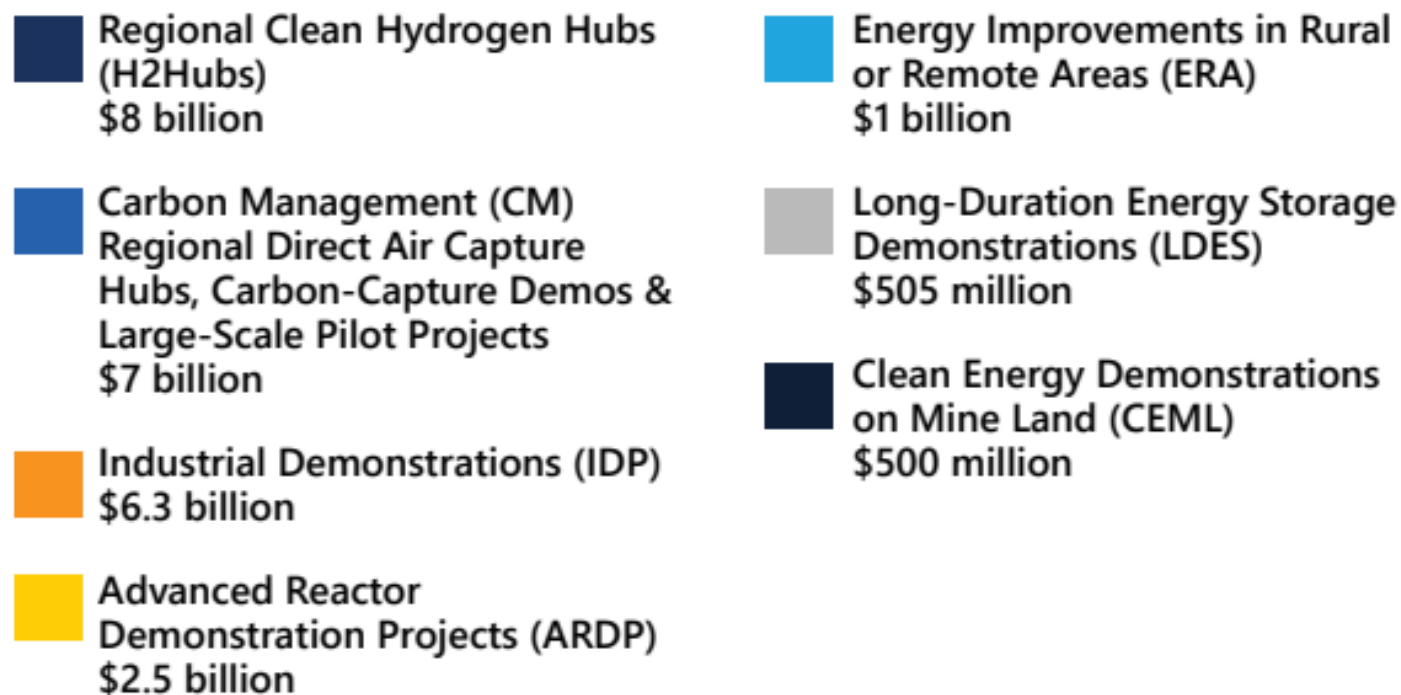 Regional Clean Hydrogen Hubs
(H2Hubs)
$8 billion
Carbon Management (CM)
Regional Direct Air Capture
Hubs, Carbon-Capture Demos &
Large-Scale Pilot Projects
$7 billion
Industrial Demonstrations (IDP)
$6.3 billion
Advanced Reactor
Demonstration Projects (ARDP)
$2.5 billion
Energy Improvements in Rural
or Remote Areas (ERA)
$1 billion
Long-Duration Energy Storage
Demonstrations (LDES)
$505 million
Clean Energy Demonstrations
on Mine Land (CEML)
$500 million